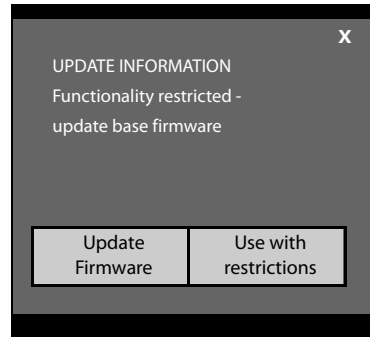 X
UPDATE INFORMATION
Functionality restricted -
update base firmware
Update
Firmware
Use with
restrictions